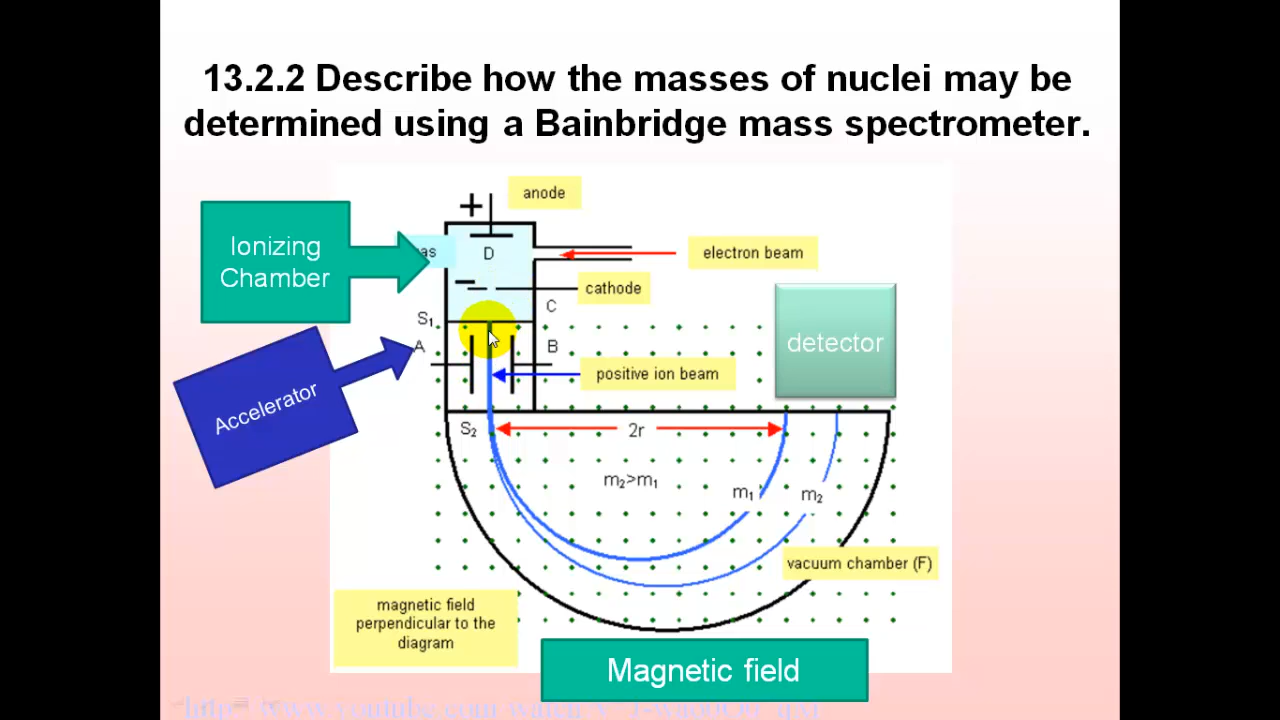 13.2.2 Describe how the masses of nuclei may be
determined using a Bainbridge mass spectrometer.
+
anode
Ionizing
Chamber
D
electron beam
−
cathode
S1
C
A
B
detector
positive ion beam
Accelerator
S2
2r
m2>m1
m1
m2
vacuum chamber (F)
magnetic field
perpendicular to the
diagram
Magnetic field